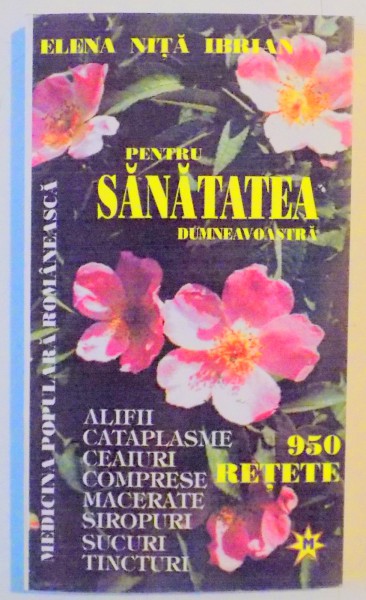 ELENA NIȚĂ IBRIAN
PENTRU
SĂNĂTATEA
DUMNEAVOASTRĂ
MEDICINA POPULARĂ ROMÂNEASCĂ
ALIFII
CATAPLASME
CEAIURI
COMPRESE
MACERATE
SIROPURI
SUCURI
TINCTURI
950
REȚETE
M